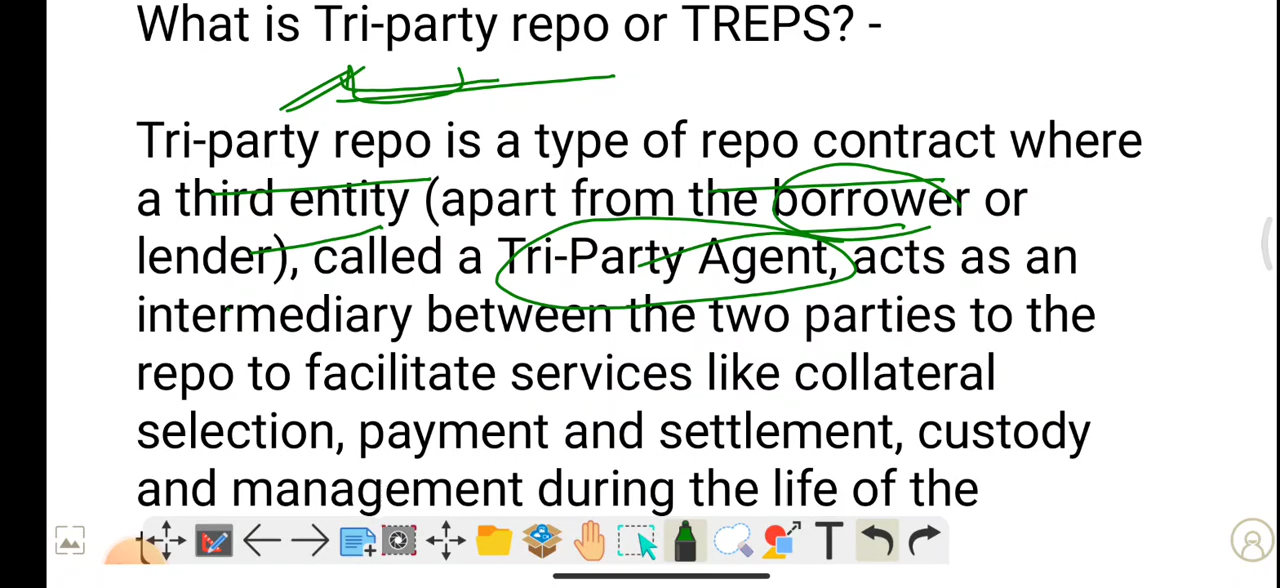 What is Tri-party repo or TREPS? -
Tri-party repo is a type of repo contract where
a third entity (apart from the borrower or
lender), called a Tri-Party Agent, acts as an
intermediary between the two parties to the
repo to facilitate services like collateral
selection, payment and settlement, custody
and management during the life of the